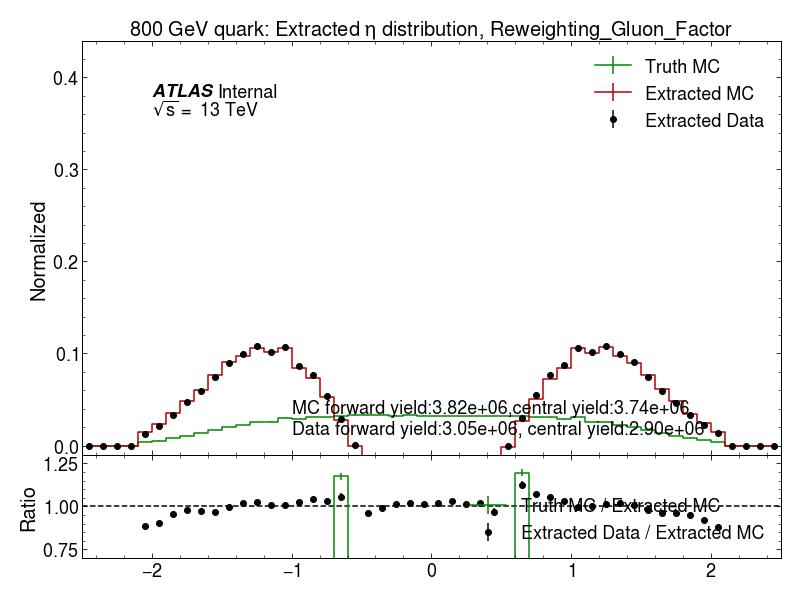 800 GeV quark: Extracted η distribution, Reweighting_Gluon_Factor
Normalized
0.4
0.3
0.2
0.1
0.0
ATLAS Internal
√s = 13 TeV
Truth MC
Extracted MC
Extracted Data
MC forward yield:3.82e+06,central yield:3.74e+06
Data forward yield:3.05e+06, central yield:2.90e+06
Ratio
1.25
1.00
0.75
Truth MC / Extracted MC
Extracted Data / Extracted MC
−2
−1
0
1
2